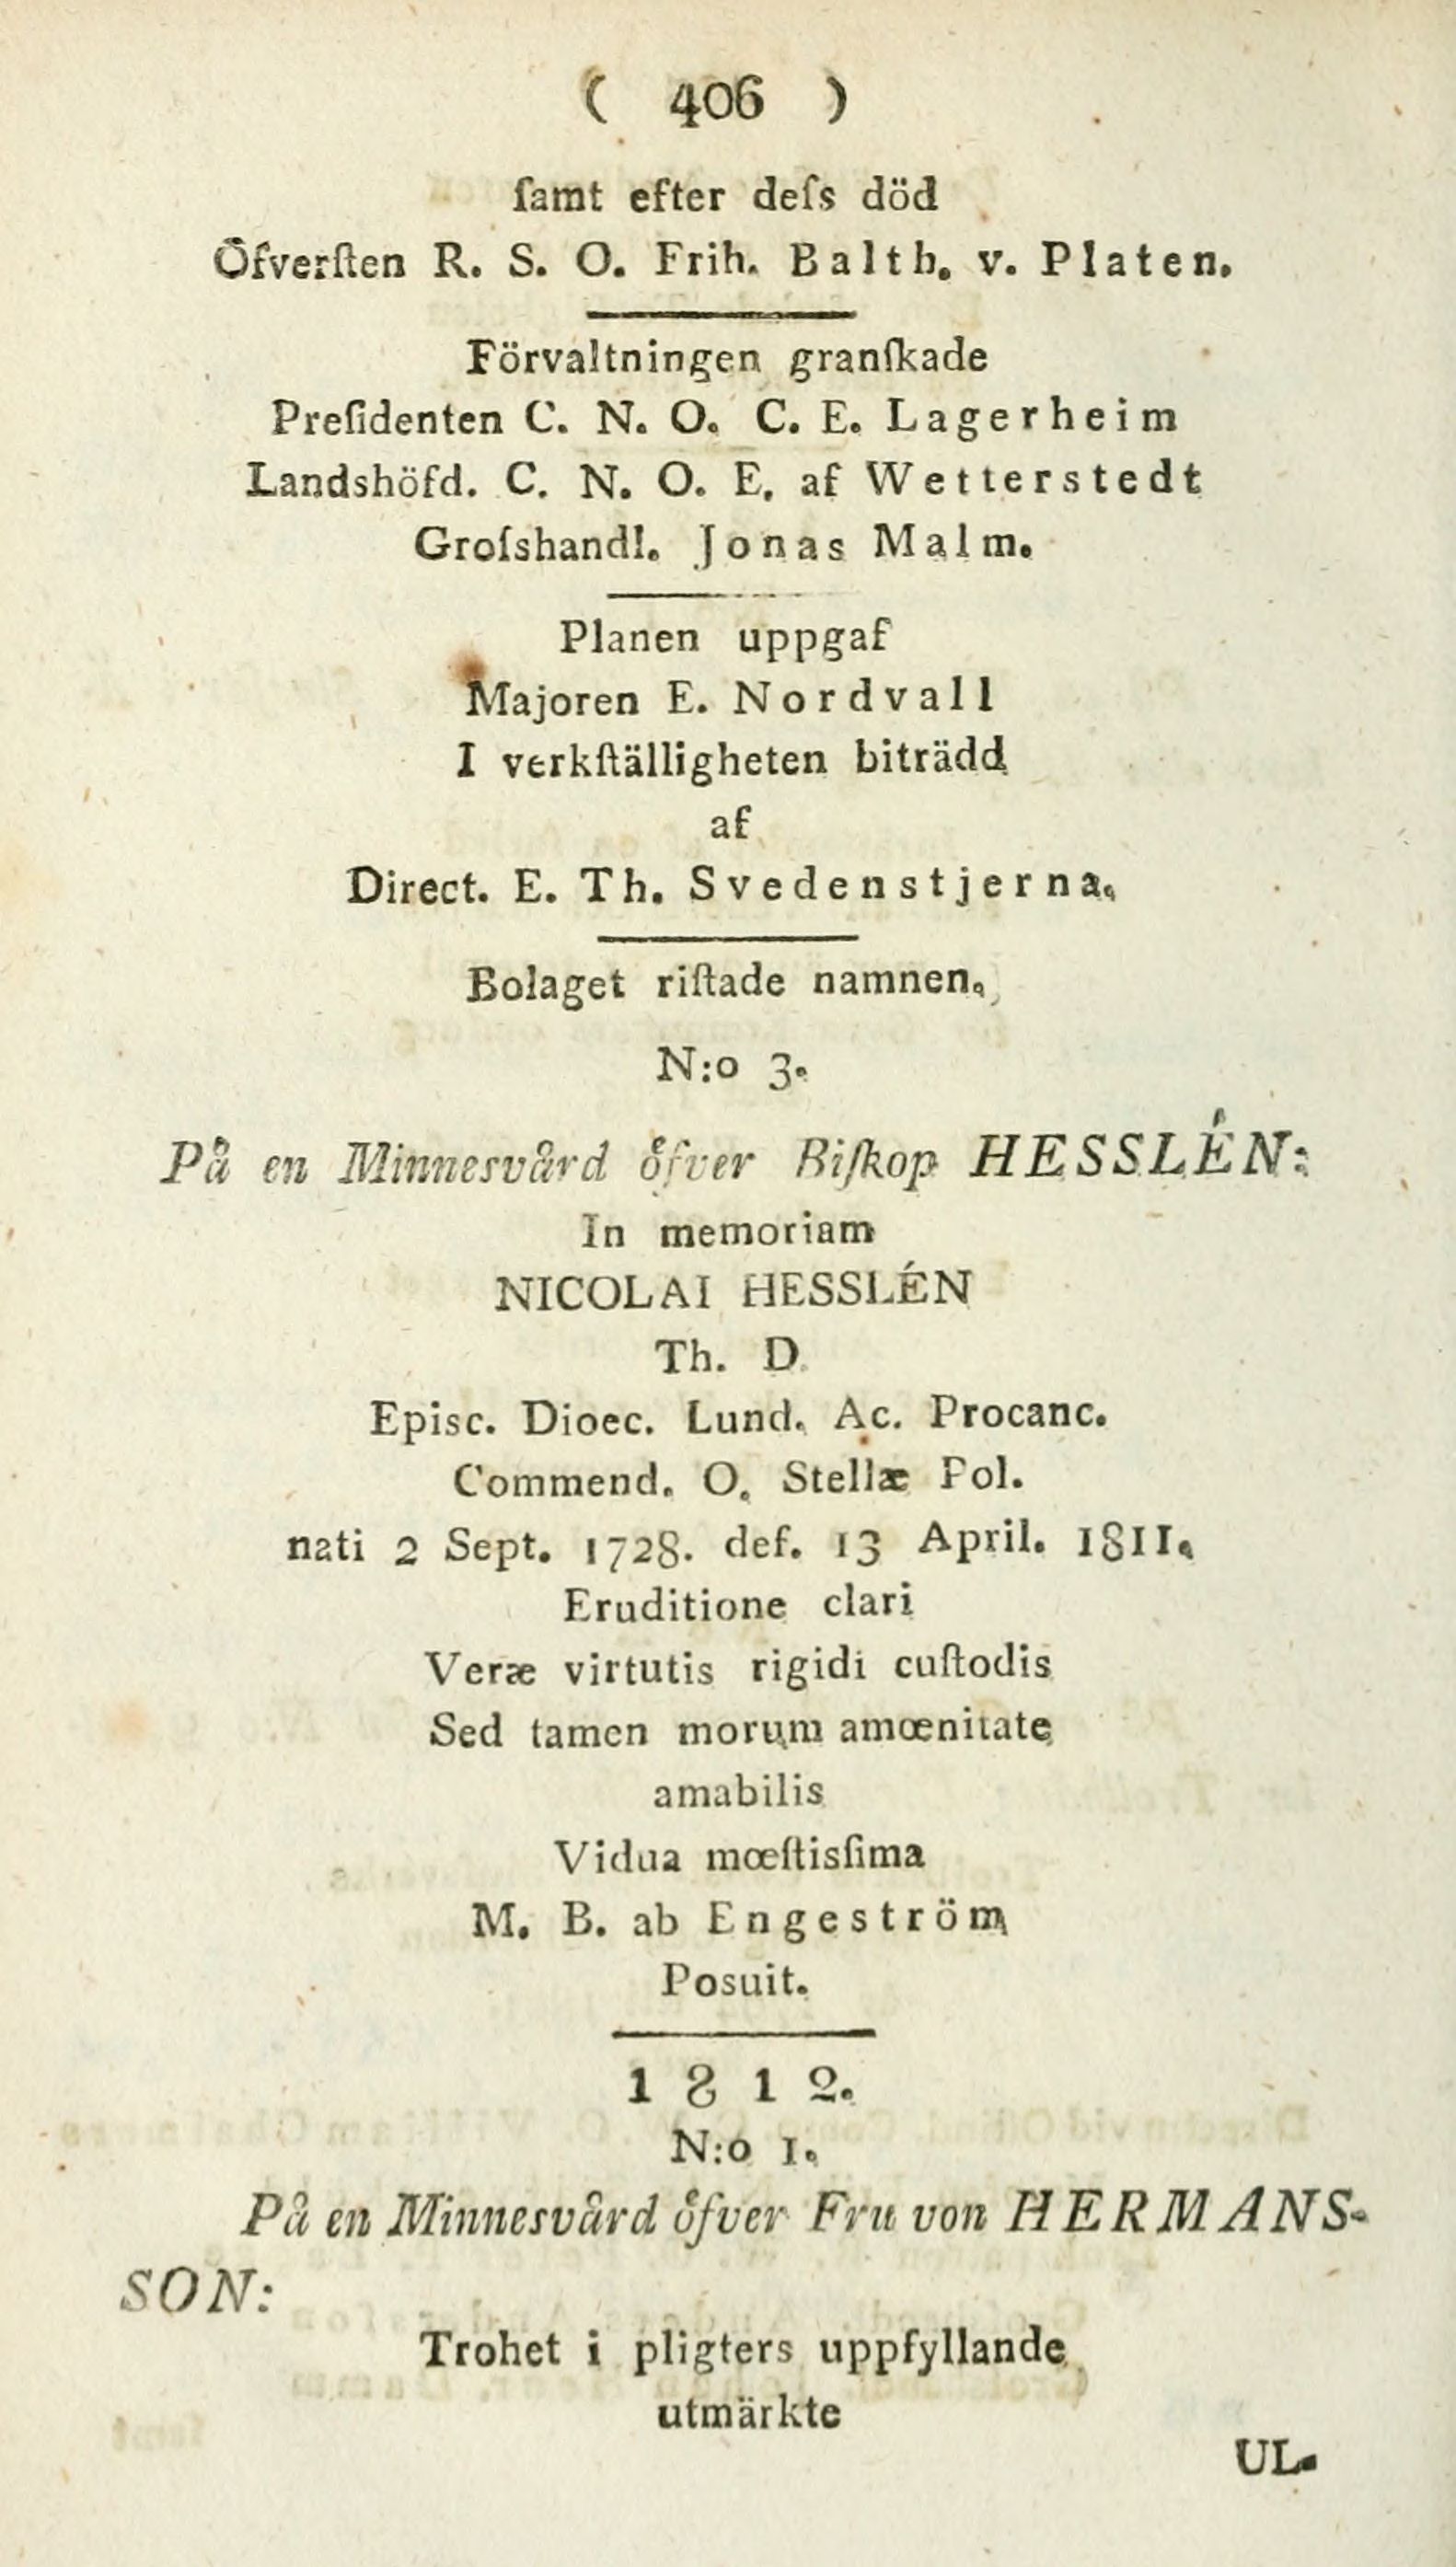 ( 406 )
ſamt efter deſs död
Öfverſten R. S. O. Frih. Balth. v. Platen.
Förvaltningen granſkade
Preſidenten C. N. O. C. E. Lagerheim
Landshöfd. C. N. O. E. af Wetterstedt
Groſshandl. Jonas Malm.
Planen uppgaf
Majoren E. Nordvall
I verkſtälligheten biträdd
af
Direct. E. Th. Svedenstjerna.
Bolaget riſtade namnen.
N:o 3.
På en Minnesvård öfver Biſkop HESSLÉN:
In memoriam
NICOLAI HESSLÉN
Th. D.
Episc. Dioec. Lund. Ac. Procanc.
Commend. O. Stellæ Pol.
nati 2 Sept. 1728. def. 13 April. 1811.
Eruditione clari
Veræ virtutis rigidi cuſtodis
Sed tamen morum amœnitate
amabilis
Vidua mœſtisſima
M. B. ab Engeström
Posuit.
1812.
N:o 1.
På en Minnesvård öfver Fru von HERMANS-
SON:
Trohet i pligters uppfyllande
utmärkte
UL-